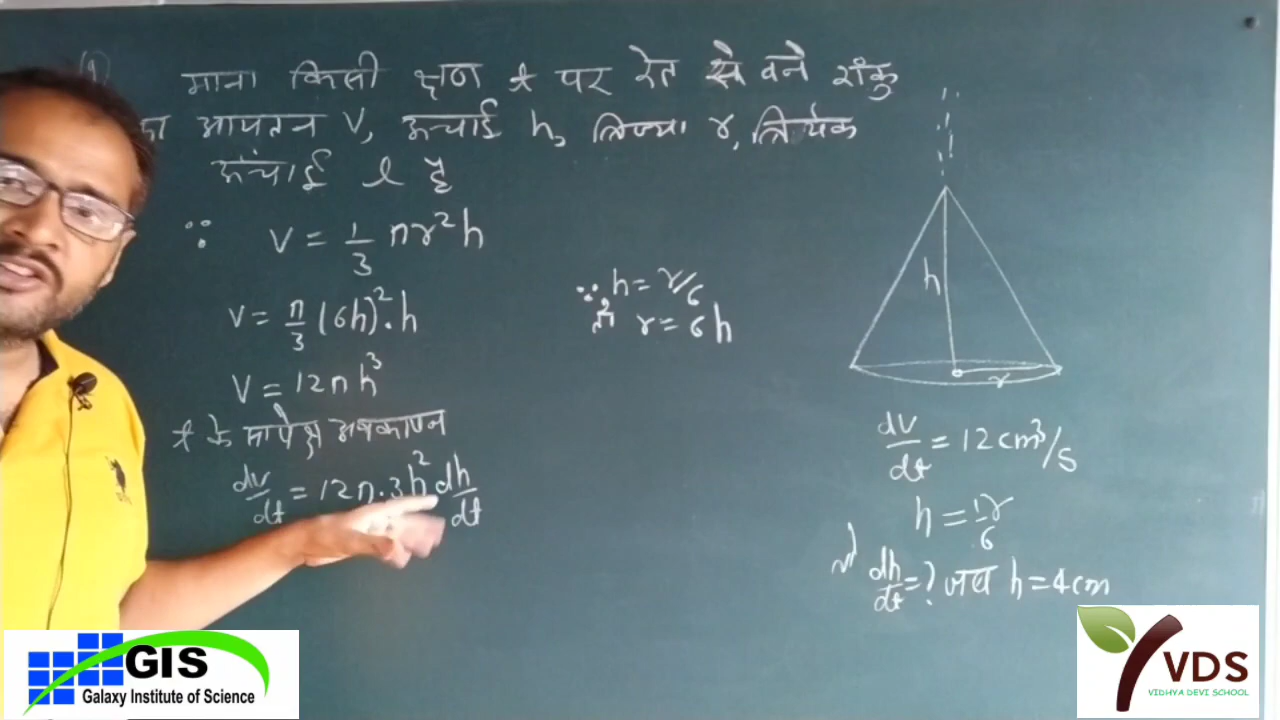 माना किसी क्षण t पर रेत से बने शंकु
का आयतन V, ऊंचाई h, त्रिज्या r, त्रियक
ऊंचाई l है
∵ V = 1/3 πr²h
V = π/3 (6h)².h
V = 12πh³
t के सापेक्ष अवकलन
dv/dt = 12π.3h² dh/dt
∵ h = r/6
r = 6h
h
r
dv/dt = 12 cm³/s
h = 1/6 r
dh/dt = ? जब h = 4cm
GIS
Galaxy Institute of Science
VDS
VIDHYA DEVI SCHOOL